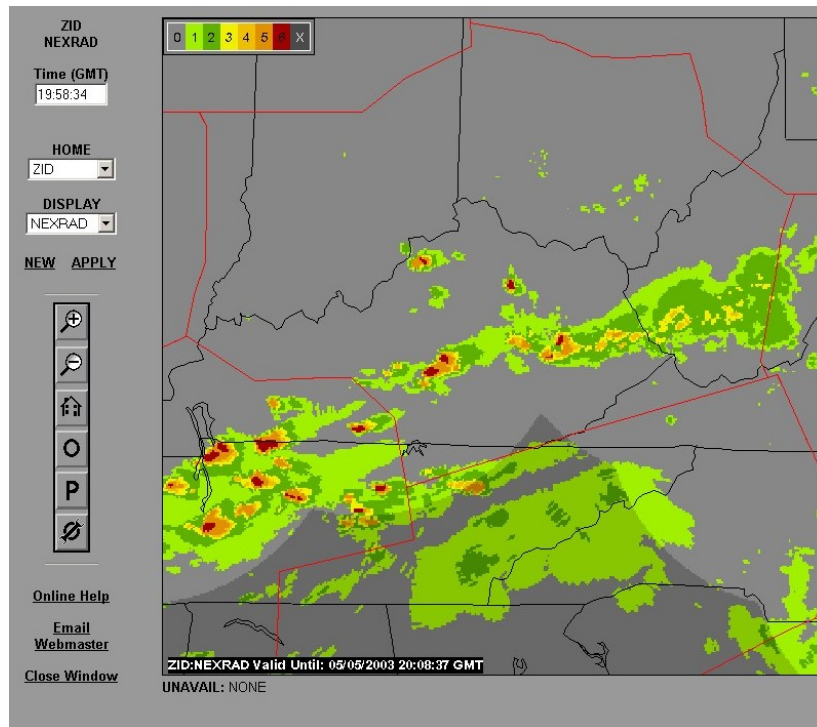 ZID
NEXRAD
Time (GMT)
19:58:34
HOME
ZID
DISPLAY
NEXRAD
NEW APPLY
O
P
Online Help
Email
Webmaster
Close Window
0 1 2 3 4 5 6 X
ZID:NEXRAD Valid Until: 05/05/2003 20:08:37 GMT
UNAVAIL: NONE